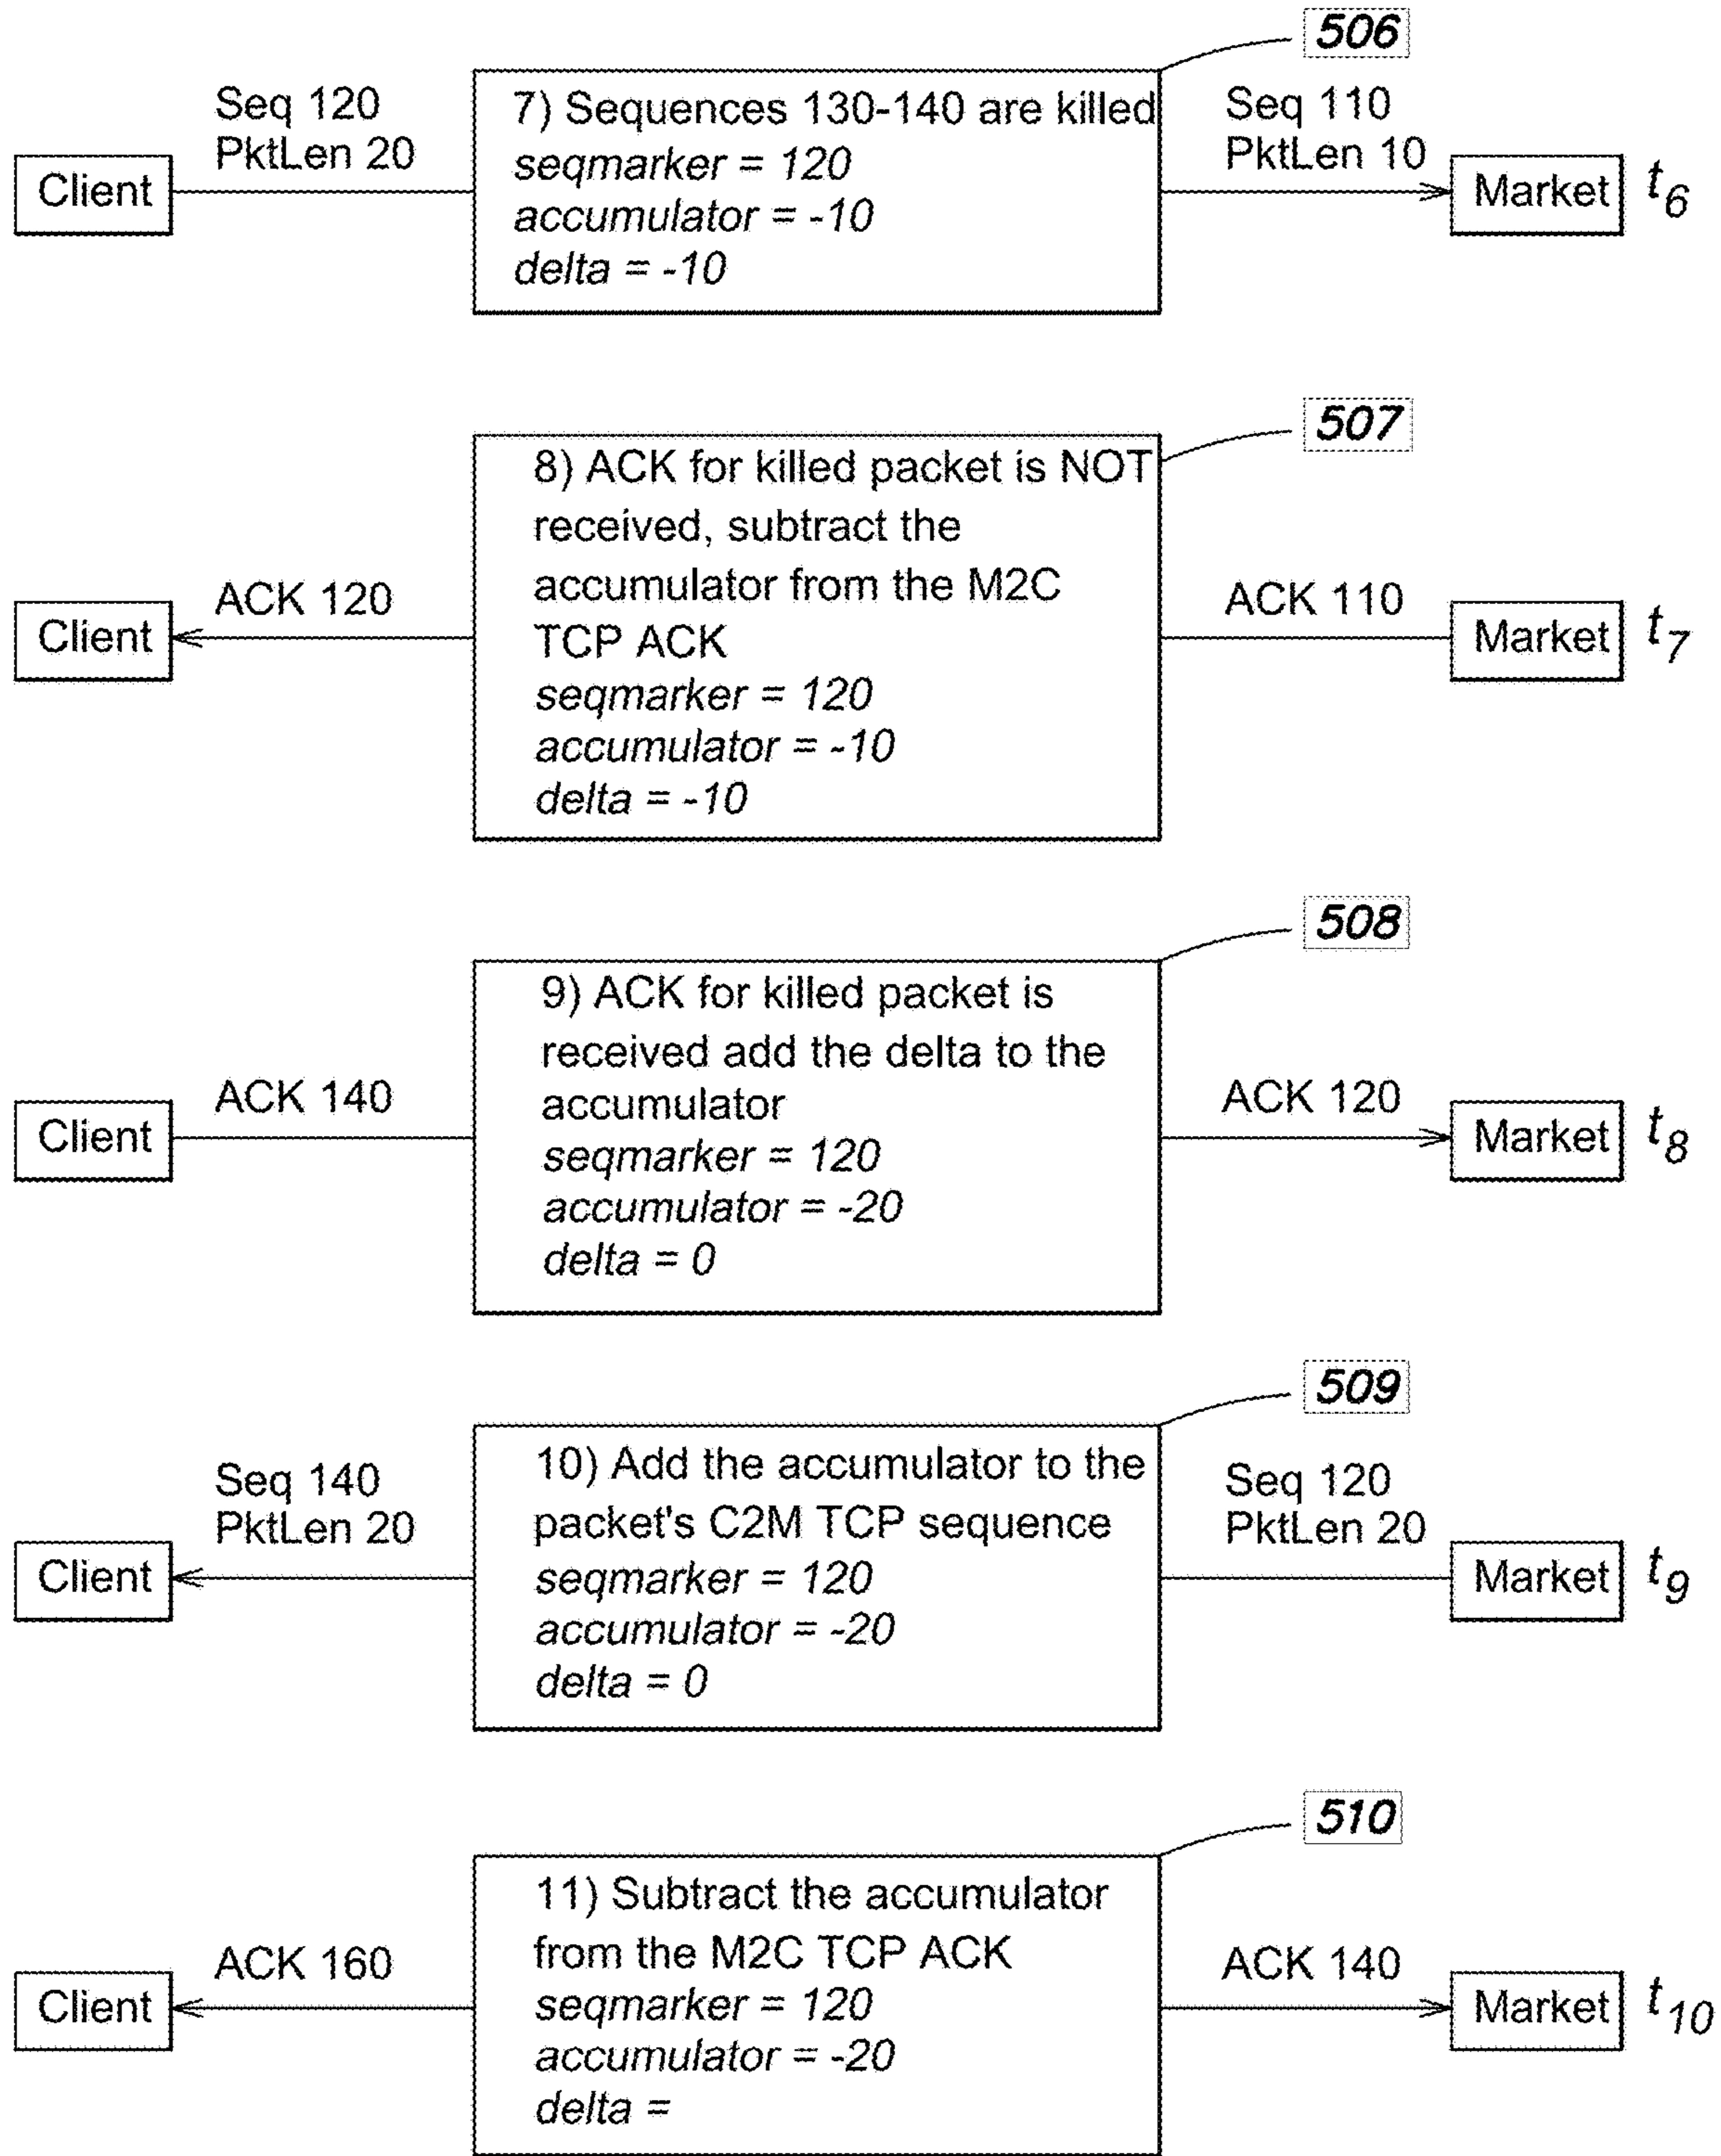 506
Seq 120
PktLen 20
7) Sequences 130-140 are killed
seqmarker = 120
accumulator = -10
delta = -10
Seq 110
PktLen 10
Client
Market
t6
507
8) ACK for killed packet is NOT
received, subtract the
accumulator from the M2C
TCP ACK
seqmarker = 120
accumulator = -10
delta = -10
ACK 120
ACK 110
Client
Market
t7
508
9) ACK for killed packet is
received add the delta to the
accumulator
seqmarker = 120
accumulator = -20
delta = 0
ACK 140
ACK 120
Client
Market
t8
509
Seq 140
PktLen 20
10) Add the accumulator to the
packet's C2M TCP sequence
seqmarker = 120
accumulator = -20
delta = 0
Seq 120
PktLen 20
Client
Market
t9
510
11) Subtract the accumulator
from the M2C TCP ACK
seqmarker = 120
accumulator = -20
delta =
ACK 160
ACK 140
Client
Market
t10